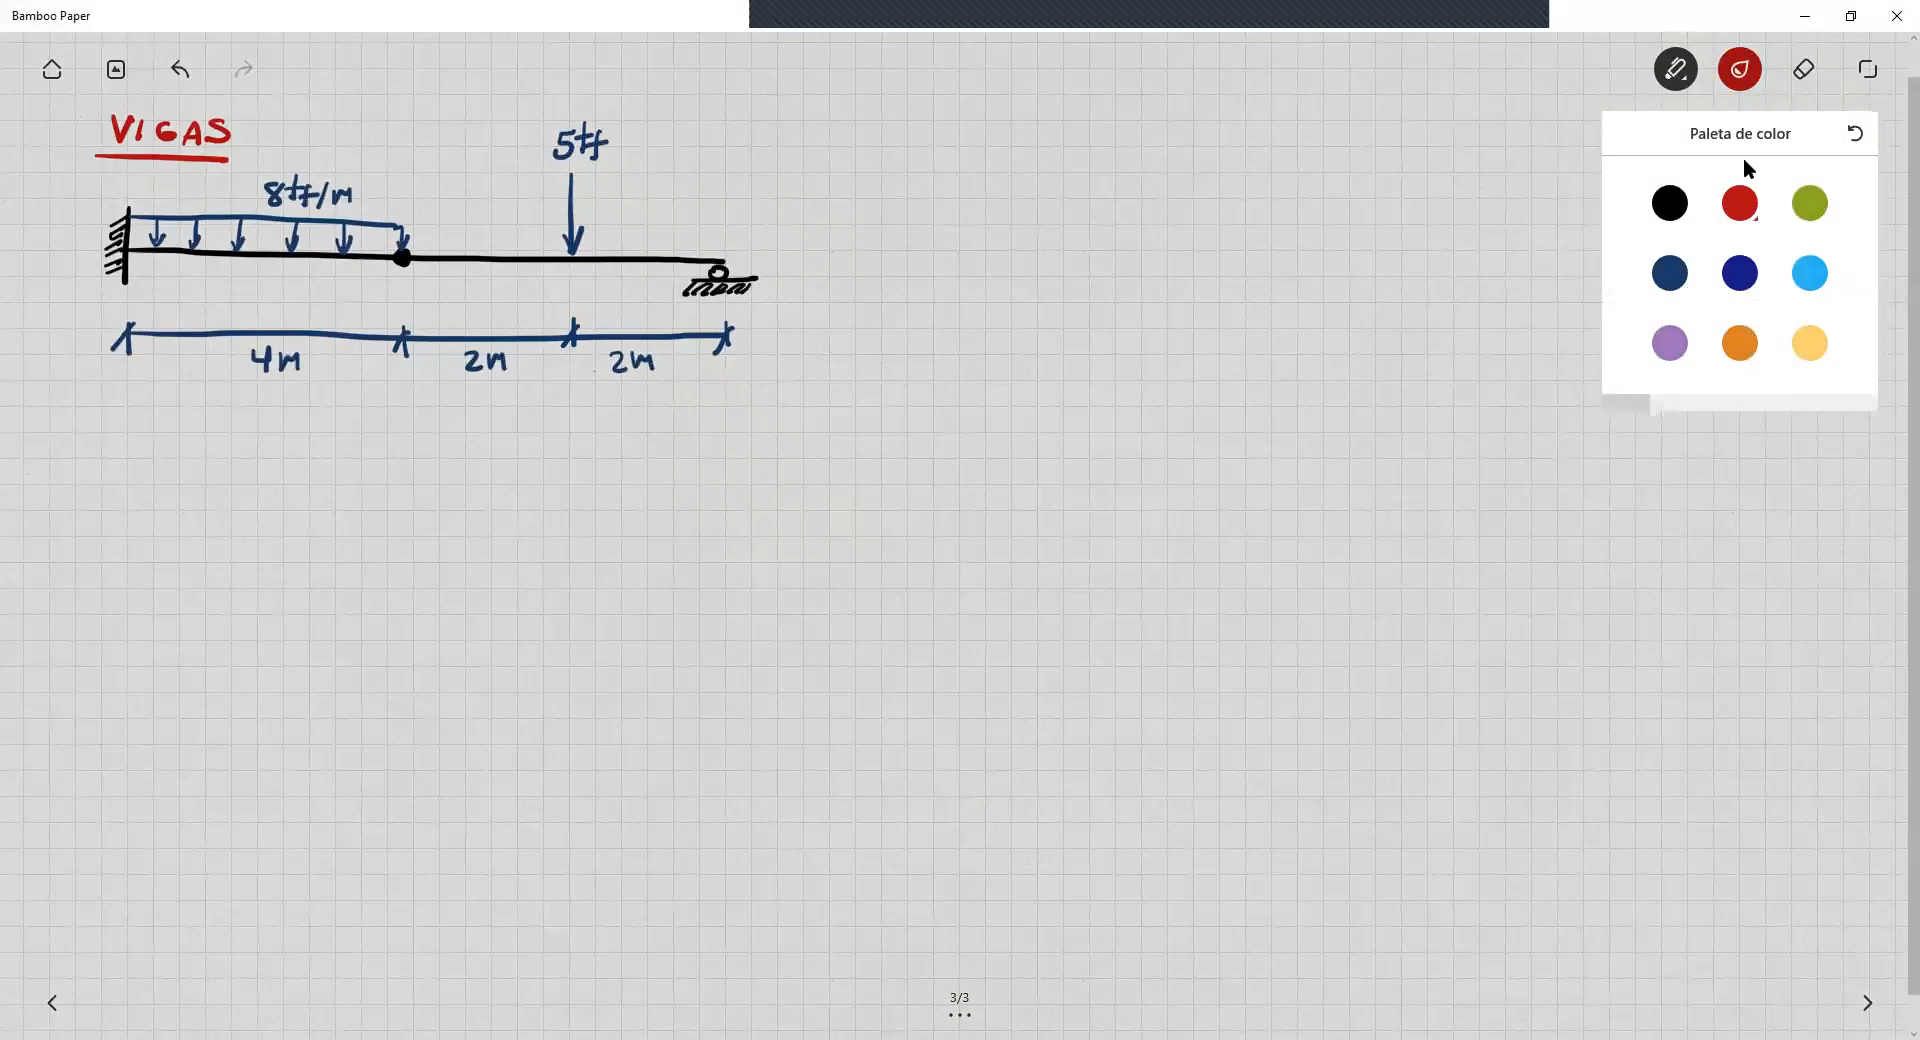 Bamboo Paper
VIGAS
5tf
8tf/m
4m
2m
2m
Paleta de color
3/3